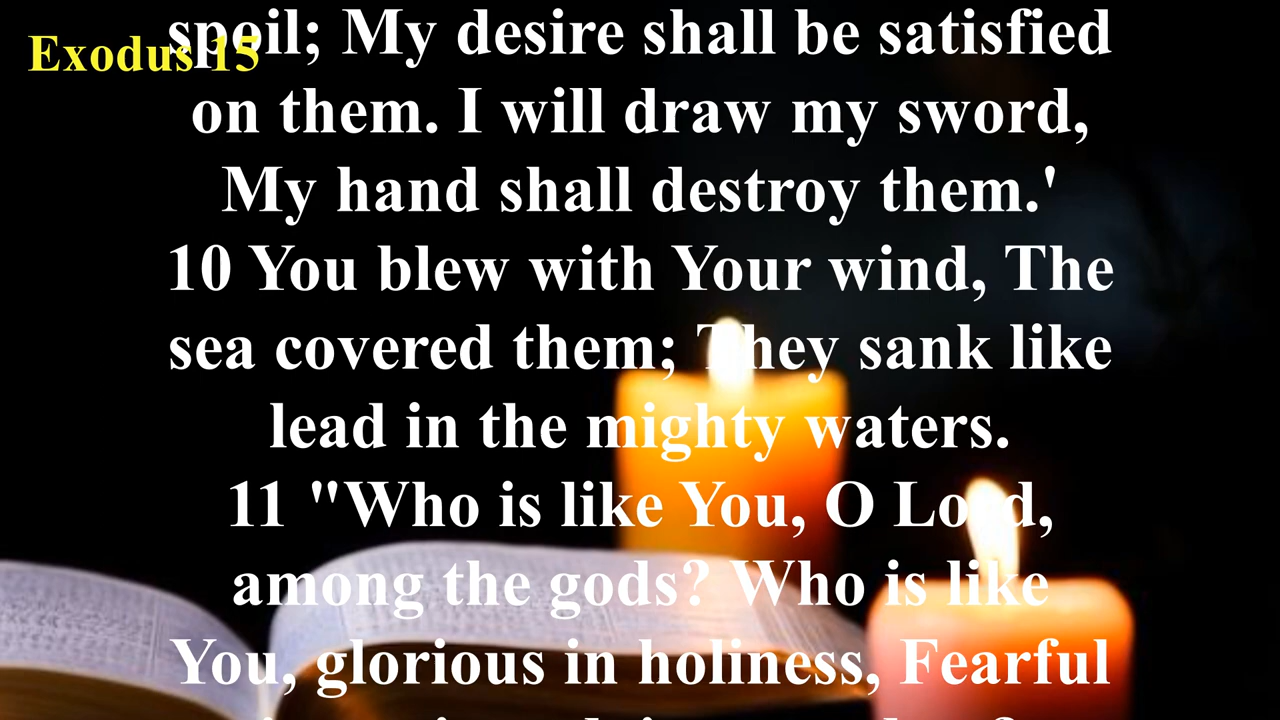 Exodus 15
spoil; My desire shall be satisfied
on them. I will draw my sword,
My hand shall destroy them.'
10 You blew with Your wind, The
sea covered them; They sank like
lead in the mighty waters.
11 "Who is like You, O Lord,
among the gods? Who is like
You, glorious in holiness, Fearful